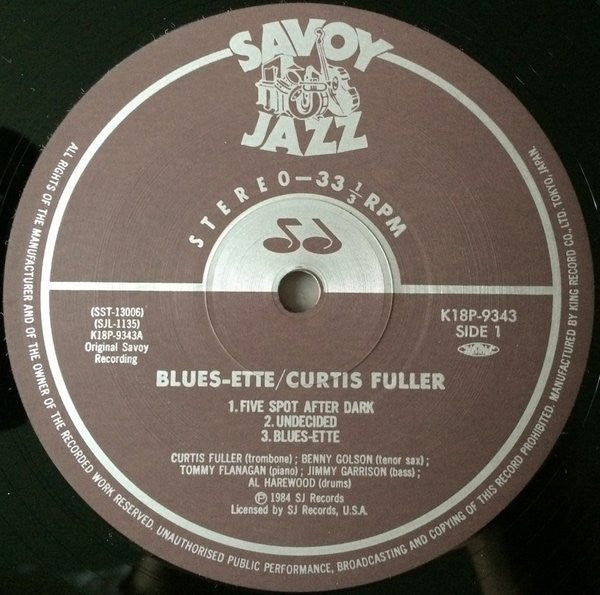 SAVOY
JAZZ
STEREO-33 1/3 RPM
SJ
(SST-13006)
(SJL-1135)
K18P-9343A
Original Savoy
Recording
K18P-9343
SIDE 1
BLUES-ETTE/CURTIS FULLER
1. FIVE SPOT AFTER DARK
2. UNDECIDED
3. BLUES-ETTE
CURTIS FULLER (trombone) ; BENNY GOLSON (tenor sax) ;
TOMMY FLANAGAN (piano) ; JIMMY GARRISON (bass) ;
AL HAREWOOD (drums)
Ⓟ 1984 SJ Records
Licensed by SJ Records, U.S.A.
ALL RIGHTS OF THE MANUFACTURER AND OF THE OWNER OF THE RECORDED WORK RESERVED. UNAUTHORISED PUBLIC PERFORMANCE, BROADCASTING AND COPYING OF THIS RECORD PROHIBITED. MANUFACTURED BY KING RECORD CO., LTD. TOKYO, JAPAN.